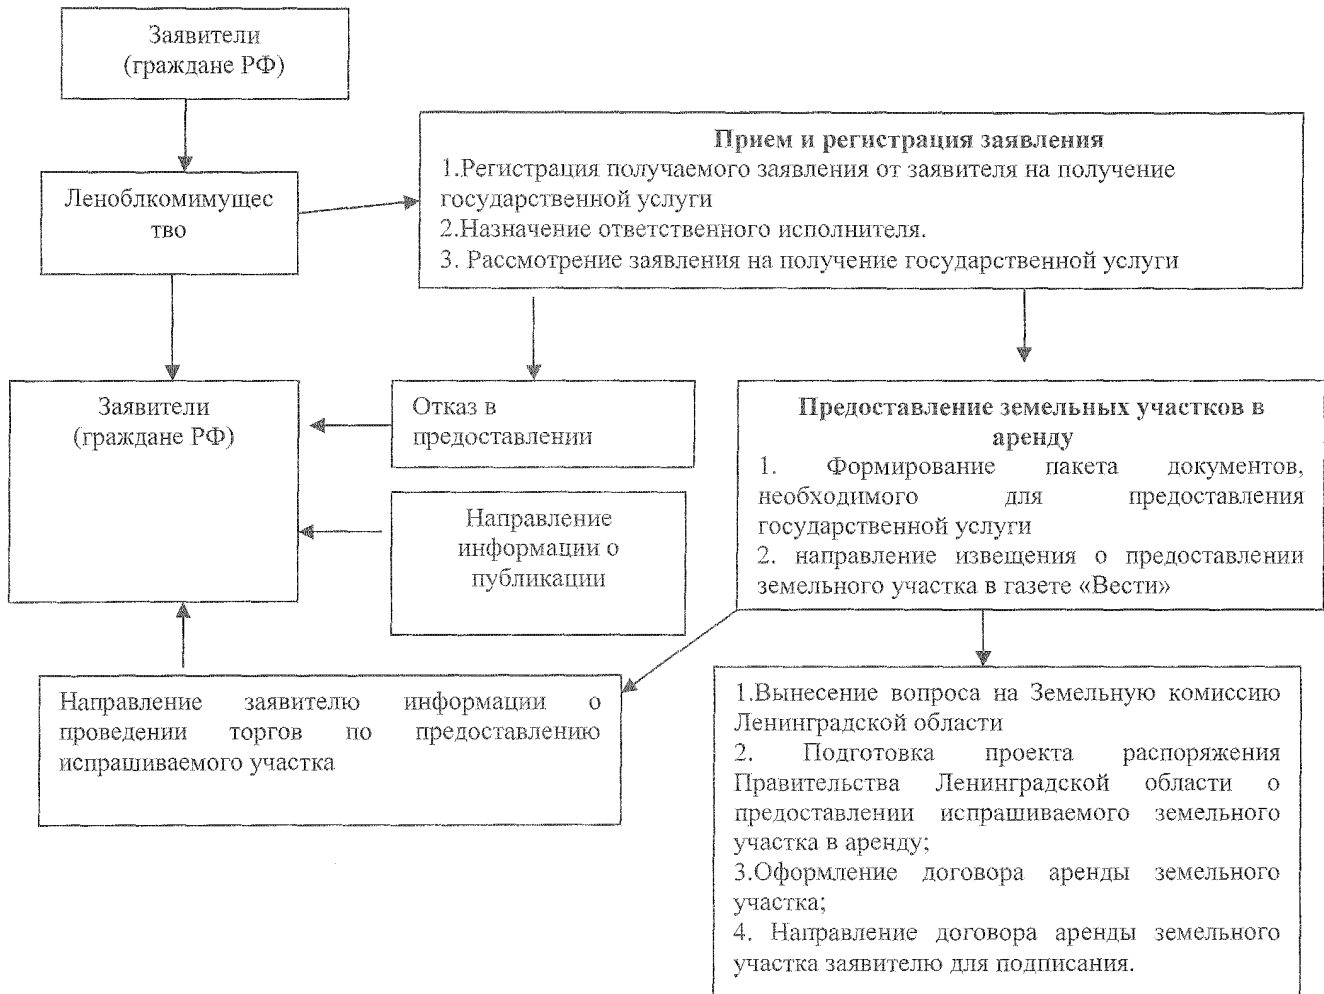 Заявители
(граждане РФ)
Прием и регистрация заявления
1.Регистрация получаемого заявления от заявителя на получение
государственной услуги
2.Назначение ответственного исполнителя.
3. Рассмотрение заявления на получение государственной услуги
Леноблкомимущес
тво
Заявители
(граждане РФ)
Отказ в
предоставлении
Предоставление земельных участков в
аренду
1. Формирование пакета документов,
необходимого для предоставления
государственной услуги
2. направление извещения о предоставлении
земельного участка в газете «Вести»
Направление
информации о
публикации
Направление заявителю информации о
проведении торгов по предоставлению
испрашиваемого участка
1.Вынесение вопроса на Земельную комиссию
Ленинградской области
2. Подготовка проекта распоряжения
Правительства Ленинградской области о
предоставлении испрашиваемого земельного
участка в аренду;
3.Оформление договора аренды земельного
участка;
4. Направление договора аренды земельного
участка заявителю для подписания.